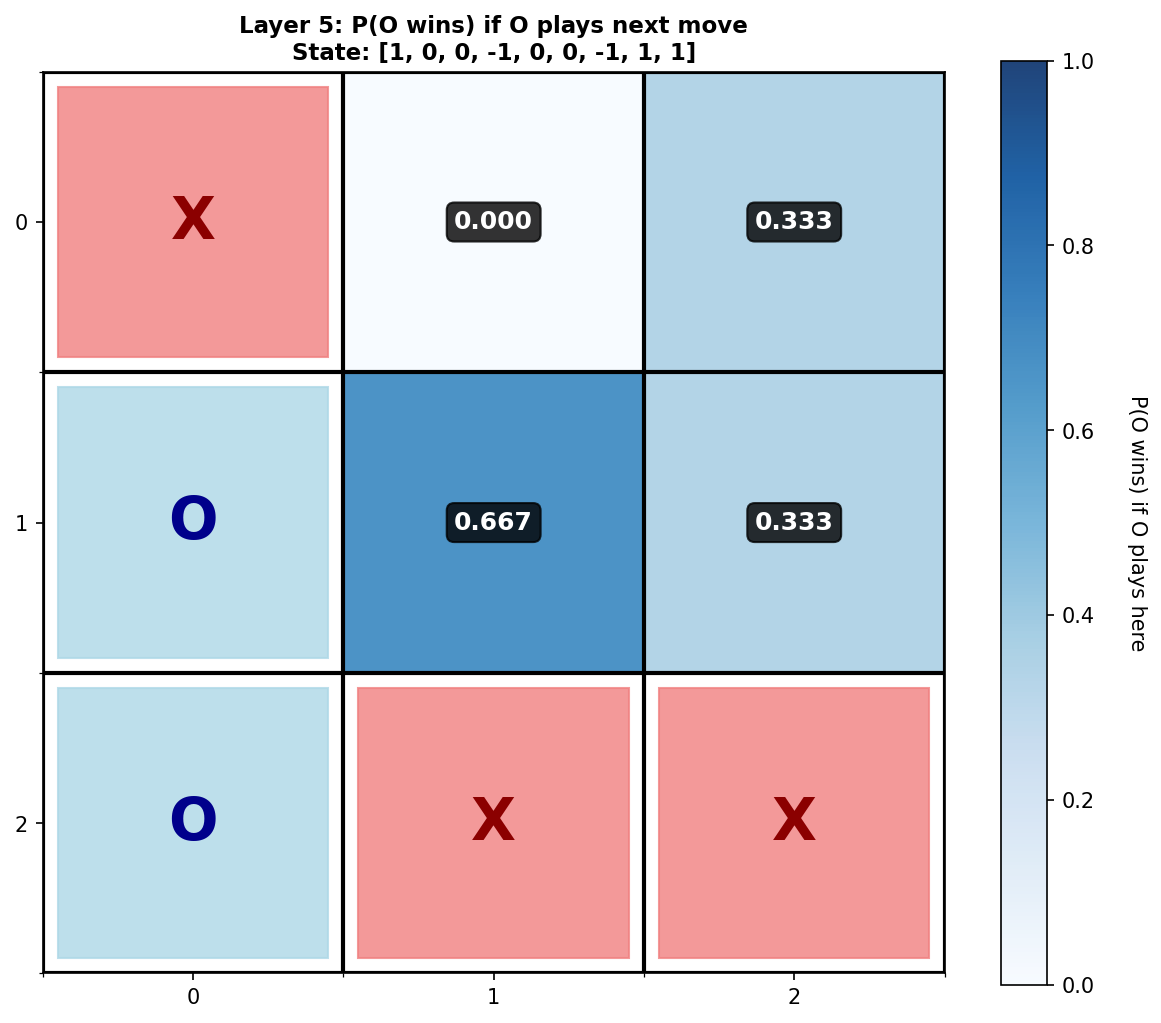 Layer 5: P(O wins) if O plays next move
State: [1, 0, 0, -1, 0, 0, -1, 1, 1]
X
0.000
0.333
O
0.667
0.333
O
X
X
0
1
2
0
1
2
1.0
0.8
0.6
0.4
0.2
0.0
P(O wins) if O plays here